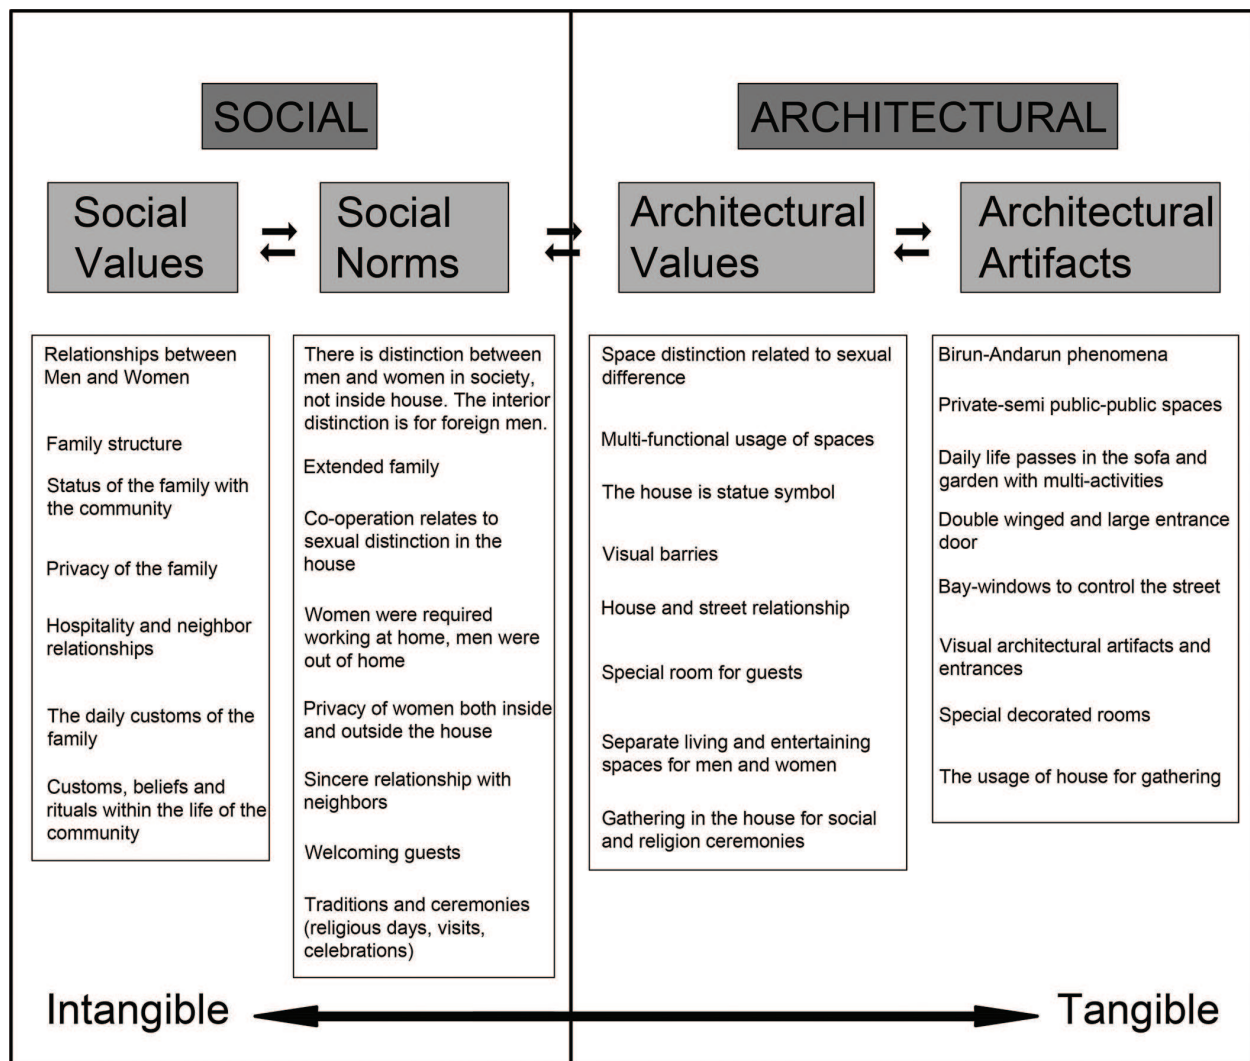 SOCIAL
ARCHITECTURAL
Social
Values
Social
Norms
Architectural
Values
Architectural
Artifacts
Relationships between
Men and Women
Family structure
Status of the family with
the community
Privacy of the family
Hospitality and neighbor
relationships
The daily customs of the
family
Customs, beliefs and
rituals within the life of the
community
There is distinction between
men and women in society,
not inside house. The interior
distinction is for foreign men.
Extended family
Co-operation relates to
sexual distinction in the
house
Women were required
working at home, men were
out of home
Privacy of women both inside
and outside the house
Sincere relationship with
neighbors
Welcoming guests
Traditions and ceremonies
(religious days, visits,
celebrations)
Space distinction related to sexual
difference
Multi-functional usage of spaces
The house is statue symbol
Visual barries
House and street relationship
Special room for guests
Separate living and entertaining
spaces for men and women
Gathering in the house for social
and religion ceremonies
Birun-Andarun phenomena
Private-semi public-public spaces
Daily life passes in the sofa and
garden with multi-activities
Double winged and large entrance
door
Bay-windows to control the street
Visual architectural artifacts and
entrances
Special decorated rooms
The usage of house for gathering
Intangible
Tangible